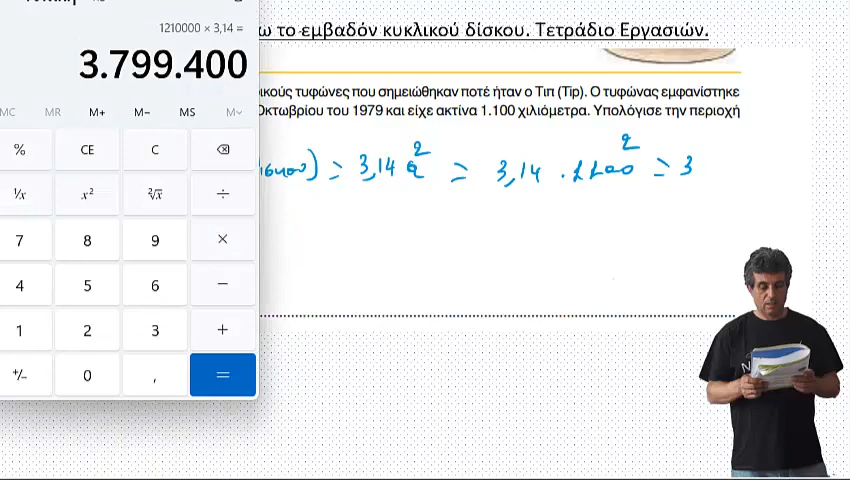 1210000 × 3,14 =
3.799.400
MC MR M+ M− MS M˅
% CE C
¹/x x² ²√x ÷
7 8 9 ×
4 5 6 −
1 2 3 +
+/− 0 , =
ω το εμβαδόν κυκλικού δίσκου. Τετράδιο Εργασιών.
ικούς τυφώνες που σημειώθηκαν ποτέ ήταν ο Τιπ (Tip). Ο τυφώνας εμφανίστηκε
Οκτωβρίου του 1979 και είχε ακτίνα 1.100 χιλιόμετρα. Υπολόγισε την περιοχή
= 3,14 = 3,14 . 1100² = 3